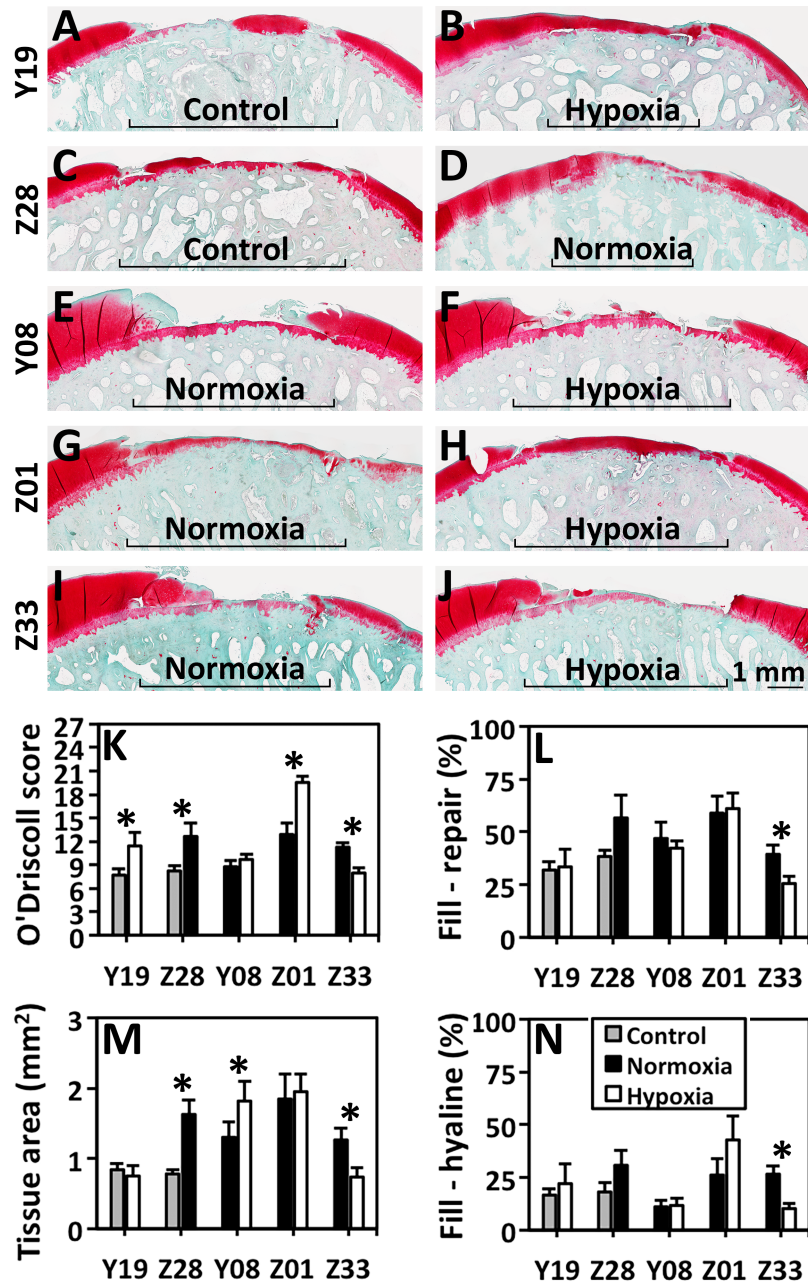 A
B
Y19
Control
Hypoxia
C
D
Z28
Control
Normoxia
E
F
Y08
Normoxia
Hypoxia
G
H
Z01
Normoxia
Hypoxia
I
J
Z33
Normoxia
Hypoxia
1 mm
K
O'Driscoll score
27
24
21
18
15
12
9
6
3
0
* * * *
Y19 Z28 Y08 Z01 Z33
L
Fill - repair (%)
100
75
50
25
0
*
Y19 Z28 Y08 Z01 Z33
M
Tissue area (mm²)
3
2
1
0
* * *
Y19 Z28 Y08 Z01 Z33
N
Fill - hyaline (%)
100
75
50
25
0
Control
Normoxia
Hypoxia
*
Y19 Z28 Y08 Z01 Z33